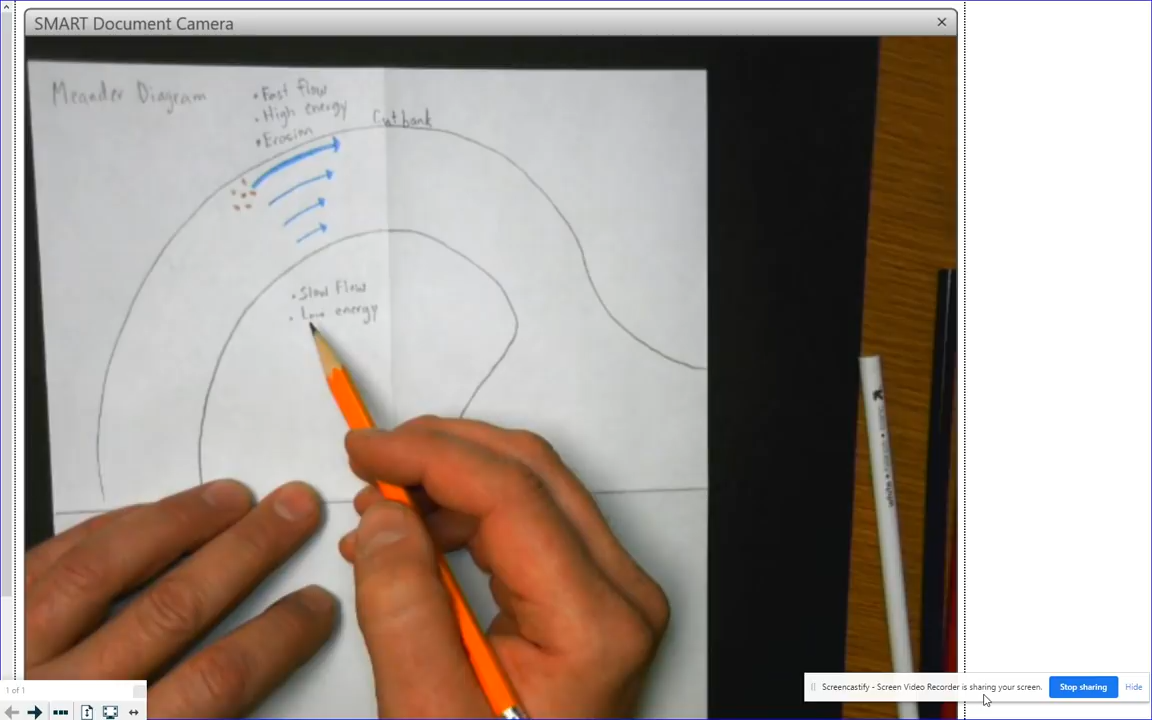 SMART Document Camera
Meander Diagram
• Fast flow
• High energy
• Erosion
Cut bank
• Slow flow
• Low energy
white
1 of 1
Screencastify - Screen Video Recorder is sharing your screen.
Stop sharing
Hide